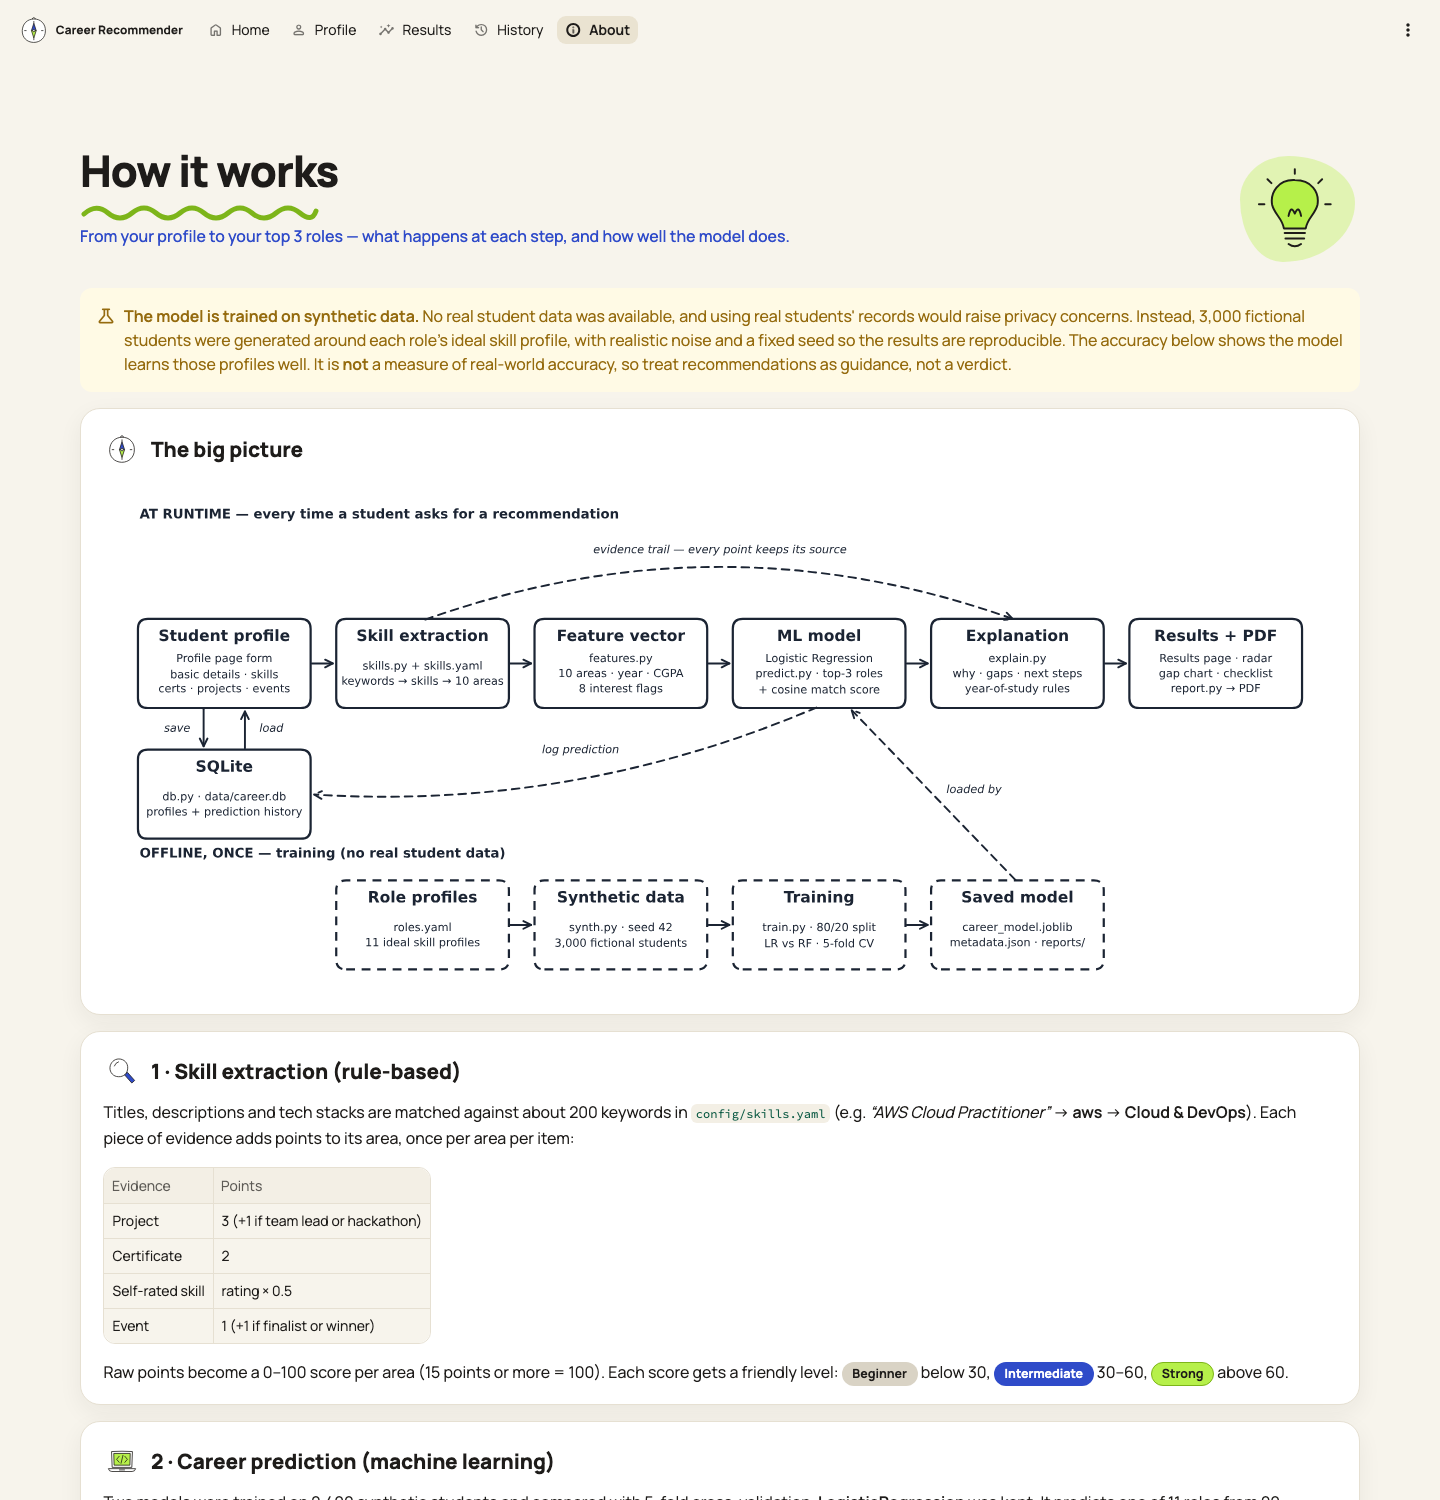 Career Recommender
Home
Profile
Results
History
About
How it works
From your profile to your top 3 roles — what happens at each step, and how well the model does.
The model is trained on synthetic data. No real student data was available, and using real students' records would raise privacy concerns. Instead, 3,000 fictional
students were generated around each role's ideal skill profile, with realistic noise and a fixed seed so the results are reproducible. The accuracy below shows the model
learns those profiles well. It is not a measure of real-world accuracy, so treat recommendations as guidance, not a verdict.
The big picture
AT RUNTIME — every time a student asks for a recommendation
evidence trail — every point keeps its source
Student profile
Profile page form
basic details · skills
certs · projects · events
Skill extraction
skills.py + skills.yaml
keywords → skills → 10 areas
Feature vector
features.py
10 areas · year · CGPA
8 interest flags
ML model
Logistic Regression
predict.py · top-3 roles
+ cosine match score
Explanation
explain.py
why · gaps · next steps
year-of-study rules
Results + PDF
Results page · radar
gap chart · checklist
report.py → PDF
save
load
log prediction
loaded by
SQLite
db.py · data/career.db
profiles + prediction history
OFFLINE, ONCE — training (no real student data)
Role profiles
roles.yaml
11 ideal skill profiles
Synthetic data
synth.py · seed 42
3,000 fictional students
Training
train.py · 80/20 split
LR vs RF · 5-fold CV
Saved model
career_model.joblib
metadata.json · reports/
1 · Skill extraction (rule-based)
Titles, descriptions and tech stacks are matched against about 200 keywords in config/skills.yaml (e.g. “AWS Cloud Practitioner” → aws → Cloud & DevOps). Each
piece of evidence adds points to its area, once per area per item:
Evidence Points
Project 3 (+1 if team lead or hackathon)
Certificate 2
Self-rated skill rating × 0.5
Event 1 (+1 if finalist or winner)
Raw points become a 0–100 score per area (15 points or more = 100). Each score gets a friendly level: Beginner below 30, Intermediate 30–60, Strong above 60.
2 · Career prediction (machine learning)